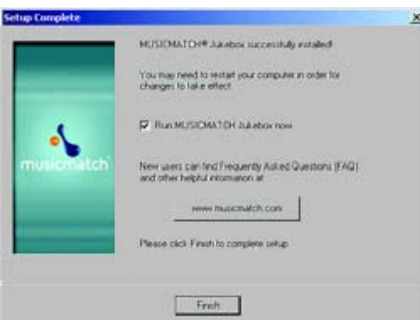 Setup Complete
MUSICMATCH® Jukebox successfully installed!
You may need to restart your computer in order for
changes to take effect.
Run MUSICMATCH Jukebox now
musicmatch
New users can find Frequently Asked Questions (FAQ)
and other helpful information at
www.musicmatch.com
Please click Finish to complete setup.
Finish